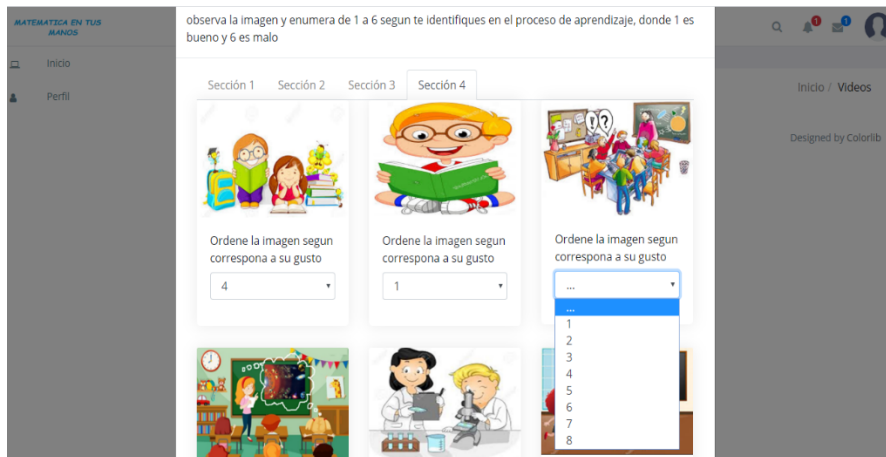 observa la imagen y enumera de 1 a 6 segun te identifiques en el proceso de aprendizaje, donde 1 es
bueno y 6 es malo
MATEMATICA EN TUS
MANOS
1
1
Inicio
Perfil
Inicio / Videos
Designed by Colorlib
Sección 1
Sección 2
Sección 3
Sección 4
?!?
Ordene la imagen segun
correspona a su gusto
4
Ordene la imagen segun
correspona a su gusto
1
Ordene la imagen segun
correspona a su gusto
...
...
1
2
3
4
5
6
7
8